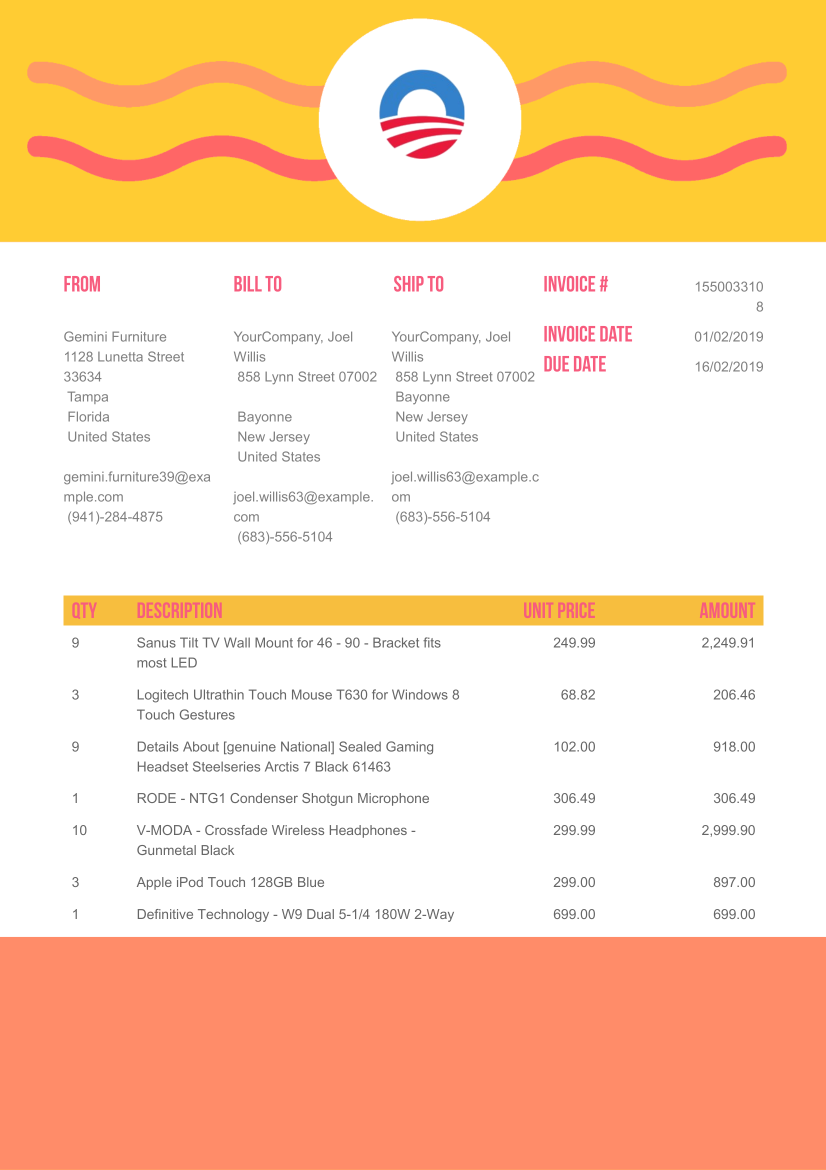 FROM
Gemini Furniture
1128 Lunetta Street
33634
Tampa
Florida
United States
gemini.furniture39@exa
mple.com
(941)-284-4875
BILL TO
YourCompany, Joel
Willis
858 Lynn Street 07002
Bayonne
New Jersey
United States
joel.willis63@example.
com
(683)-556-5104
SHIP TO
YourCompany, Joel
Willis
858 Lynn Street 07002
Bayonne
New Jersey
United States
joel.willis63@example.c
om
(683)-556-5104
INVOICE # 155003310
8
INVOICE DATE 01/02/2019
DUE DATE 16/02/2019
QTY DESCRIPTION UNIT PRICE AMOUNT
9 Sanus Tilt TV Wall Mount for 46 - 90 - Bracket fits 249.99 2,249.91
most LED
3 Logitech Ultrathin Touch Mouse T630 for Windows 8 68.82 206.46
Touch Gestures
9 Details About [genuine National] Sealed Gaming 102.00 918.00
Headset Steelseries Arctis 7 Black 61463
1 RODE - NTG1 Condenser Shotgun Microphone 306.49 306.49
10 V-MODA - Crossfade Wireless Headphones - 299.99 2,999.90
Gunmetal Black
3 Apple iPod Touch 128GB Blue 299.00 897.00
1 Definitive Technology - W9 Dual 5-1/4 180W 2-Way 699.00 699.00